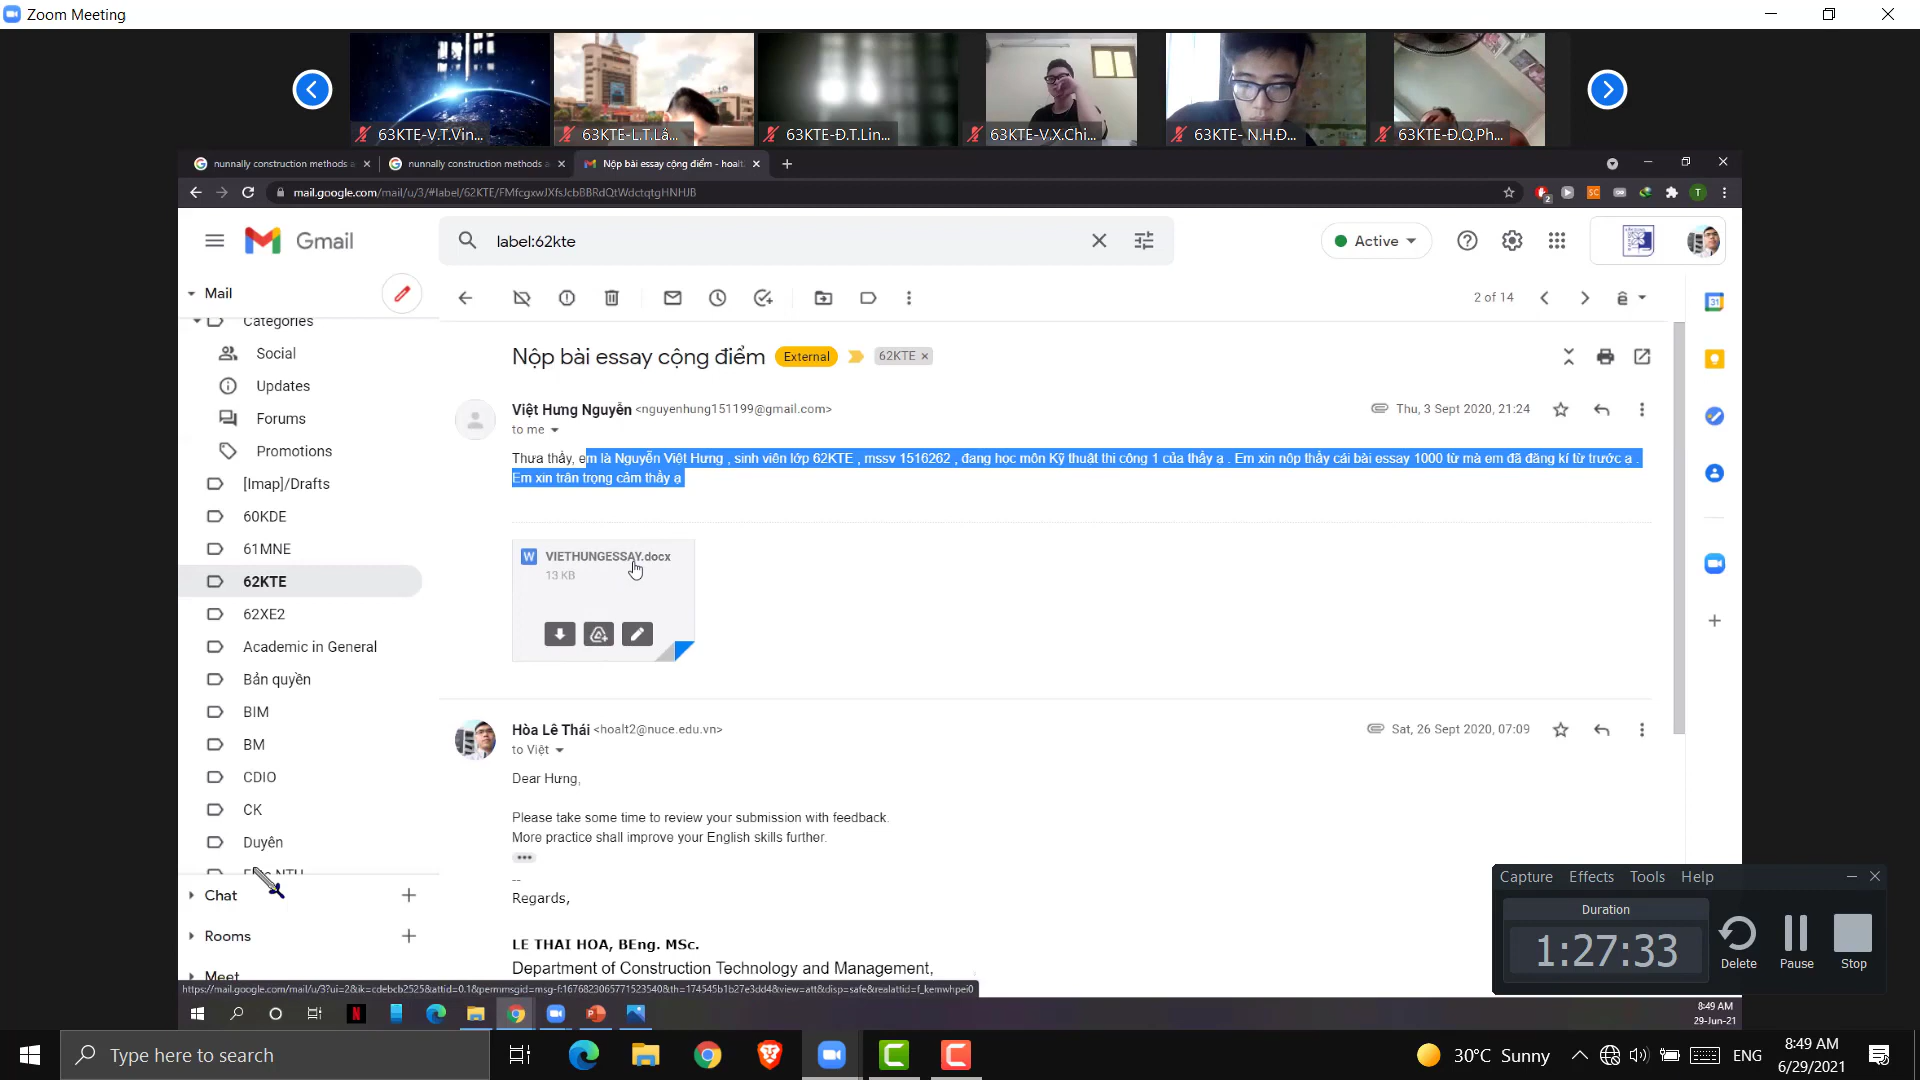 Zoom Meeting
63KTE-V.T.Vin...
63KTE-L.T.Lâ...
63KTE-Đ.T.Lin...
63KTE-V.X.Chi...
63KTE- N.H.Đ...
63KTE-Đ.Q.Ph...
nunnally construction methods a
nunnally construction methods a
Nộp bài essay cộng điểm - hoalt
mail.google.com/mail/u/3/#label/62KTE/FMfcgxwJXfsJcbBBRdQtWdctqtgHNHJB
Gmail
label:62kte
Active
Mail
2 of 14
Categories
Social
Updates
Forums
Promotions
[Imap]/Drafts
60KDE
61MNE
62KTE
62XE2
Academic in General
Bản quyền
BIM
BM
CDIO
CK
Duyên
Chat
Rooms
Meet
Nộp bài essay cộng điểm External 62KTE
Việt Hưng Nguyễn <nguyenhung151199@gmail.com>
Thu, 3 Sept 2020, 21:24
to me
Thưa thầy, em là Nguyễn Việt Hưng , sinh viên lớp 62KTE , mssv 1516262 , đang học môn Kỹ thuật thi công 1 của thầy ạ . Em xin nộp thầy cái bài essay 1000 từ mà em đã đăng kí từ trước ạ .
Em xin trân trọng cảm thầy ạ
W VIETHUNGESSAY.docx
13 KB
Hòa Lê Thái <hoalt2@nuce.edu.vn>
Sat, 26 Sept 2020, 07:09
to Việt
Dear Hưng,
Please take some time to review your submission with feedback.
More practice shall improve your English skills further.
--
Regards,
LE THAI HOA, BEng. MSc.
Department of Construction Technology and Management,
Capture Effects Tools Help
Duration
1:27:33
Delete Pause Stop
8:49 AM
29-Jun-21
Type here to search
30°C Sunny
ENG
8:49 AM
6/29/2021